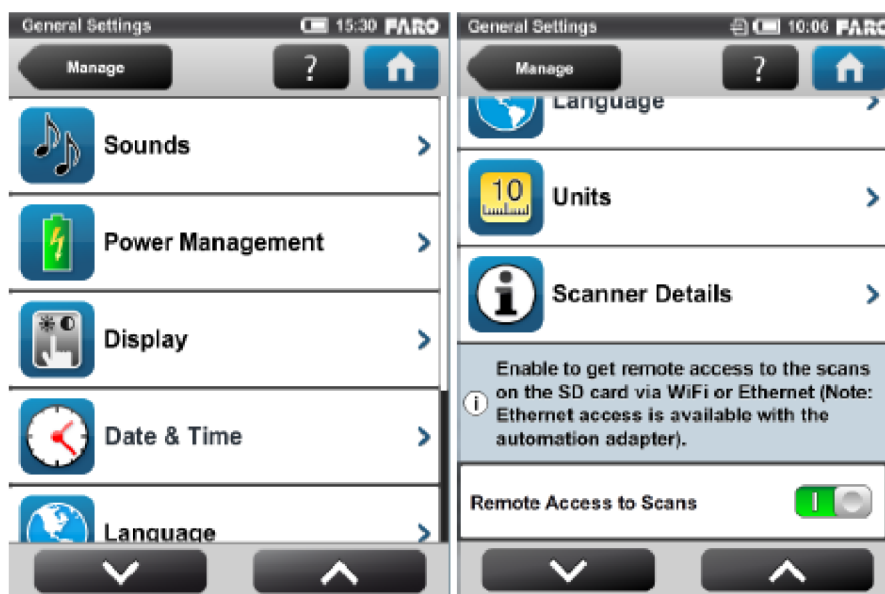 General Settings 15:30 FARO
Manage ?
Sounds
Power Management
Display
Date & Time
Language
General Settings 10:06 FARO
Manage ?
Language
10
Units
i
Scanner Details
Enable to get remote access to the scans
on the SD card via WiFi or Ethernet (Note:
i
Ethernet access is available with the
automation adapter).
Remote Access to Scans